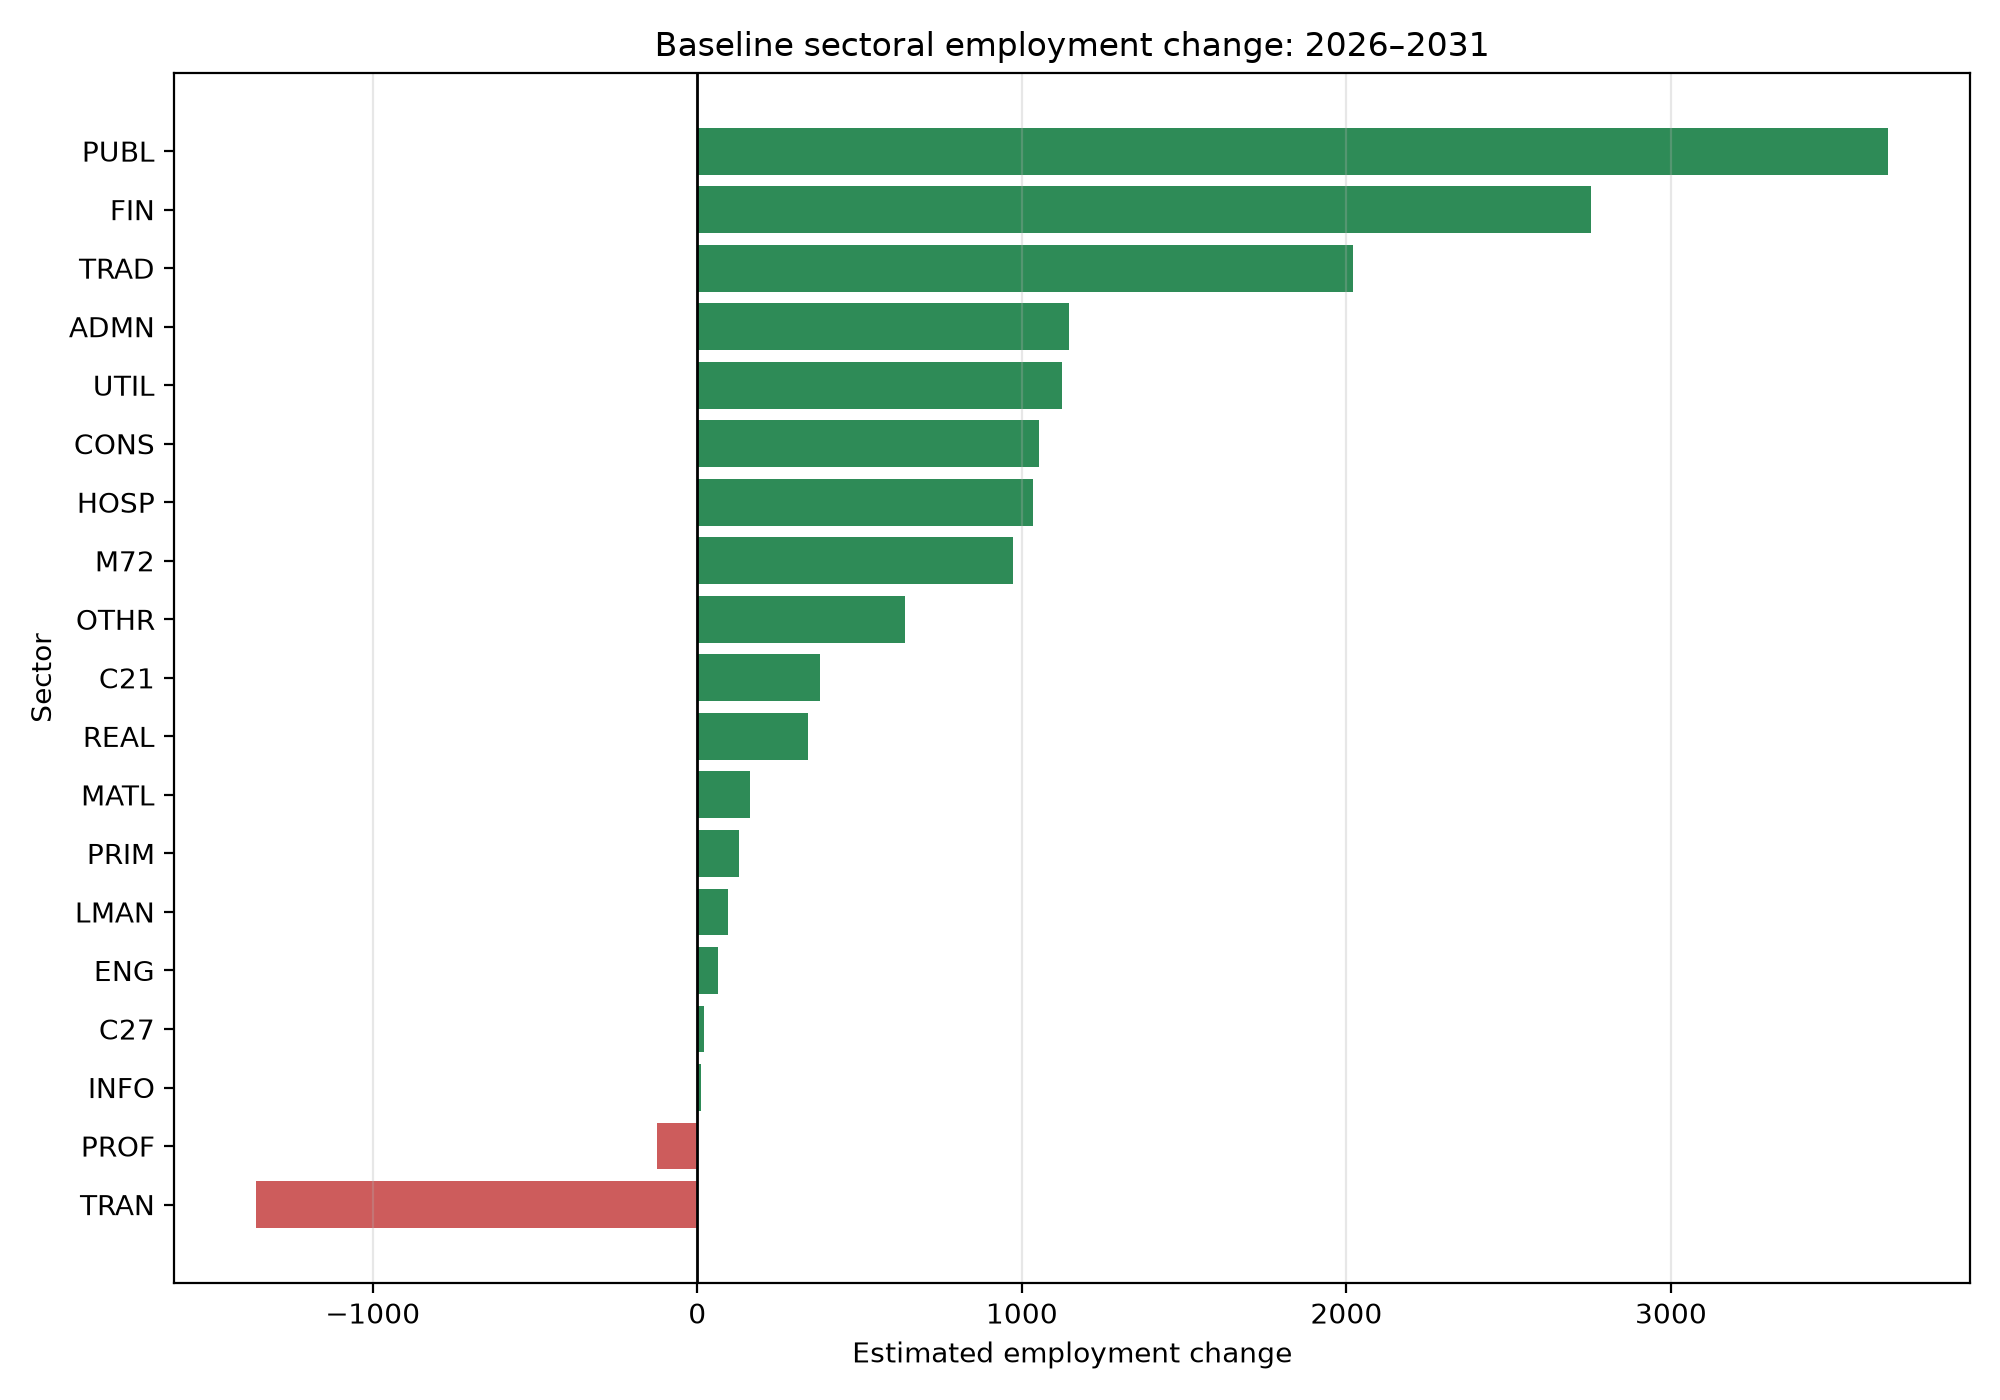 Baseline sectoral employment change: 2026–2031
PUBL
FIN
TRAD
ADMN
UTIL
CONS
HOSP
M72
OTHR
C21
REAL
MATL
PRIM
LMAN
ENG
C27
INFO
PROF
TRAN
Sector
−1000 0 1000 2000 3000
Estimated employment change